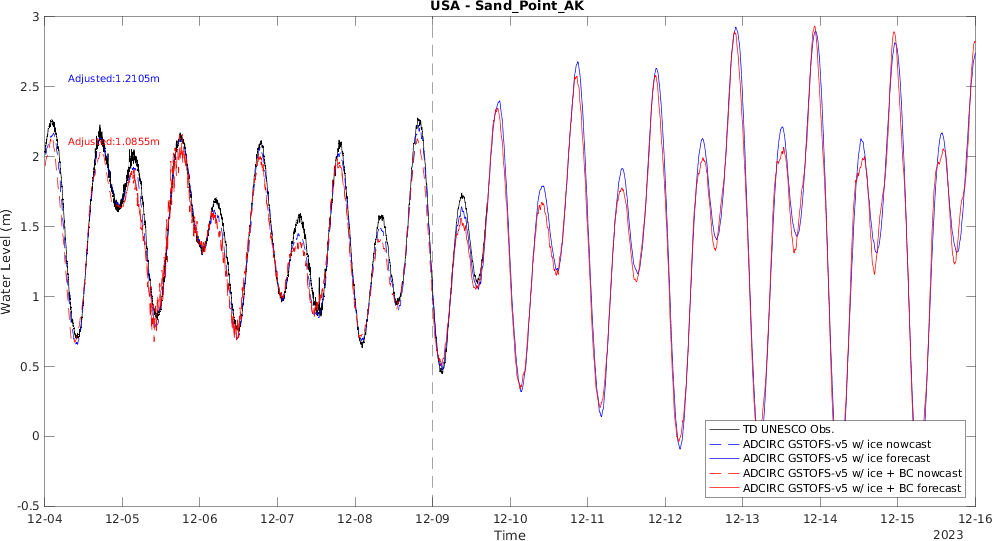 USA - Sand_Point_AK
3
2.5
2
1.5
1
0.5
0
-0.5
Water Level (m)
Adjusted:1.2105m
Adjusted:1.0855m
TD UNESCO Obs.
ADCIRC GSTOFS-v5 w/ ice nowcast
ADCIRC GSTOFS-v5 w/ ice forecast
ADCIRC GSTOFS-v5 w/ ice + BC nowcast
ADCIRC GSTOFS-v5 w/ ice + BC forecast
12-04 12-05 12-06 12-07 12-08 12-09 12-10 12-11 12-12 12-13 12-14 12-15 12-16
Time
2023